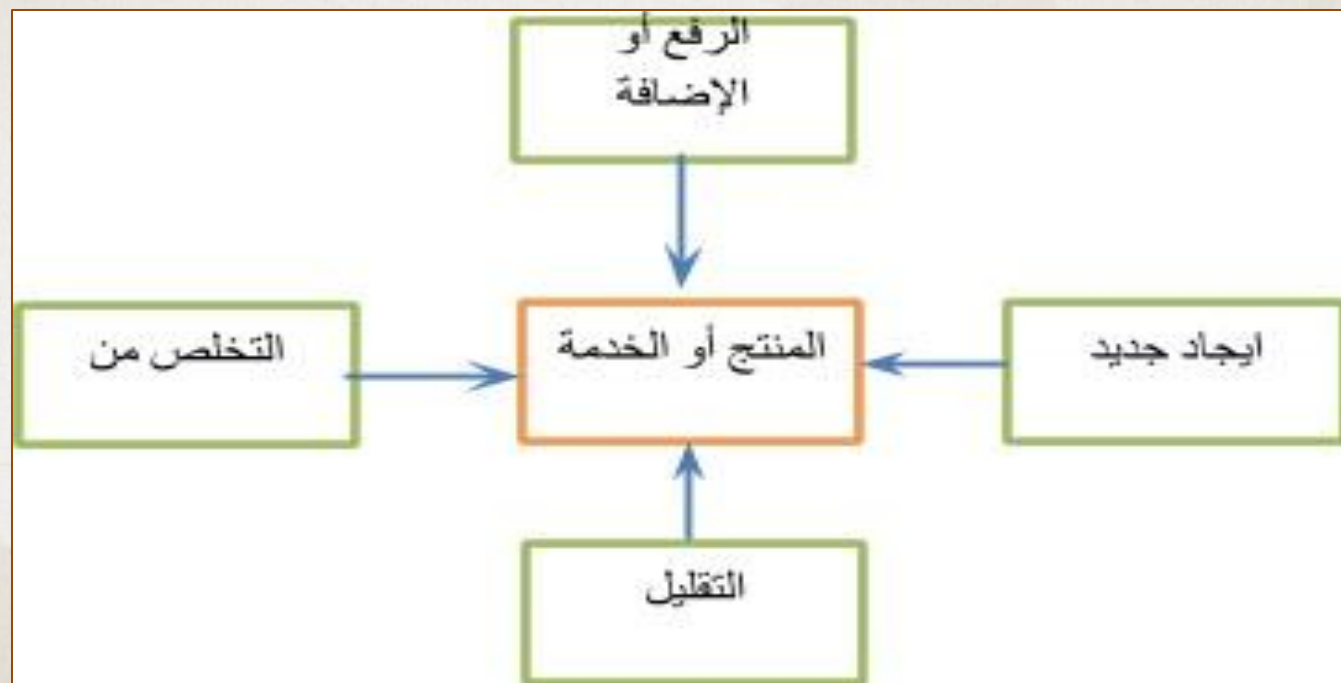 الرفع أو
الإضافة
ايجاد جديد
المنتج أو الخدمة
التخلص من
التقليل